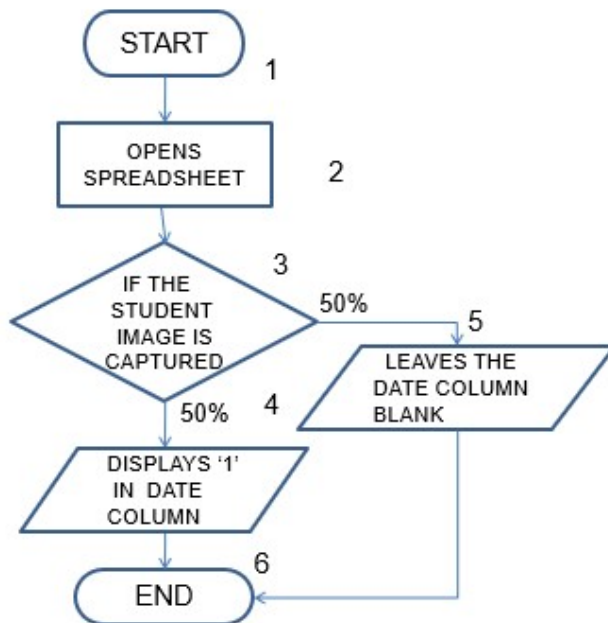 START
1
OPENS
SPREADSHEET
2
3
IF THE
STUDENT
IMAGE IS
CAPTURED
50%
5
LEAVES THE
DATE COLUMN
BLANK
50%
4
DISPLAYS ‘1’
IN DATE
COLUMN
6
END